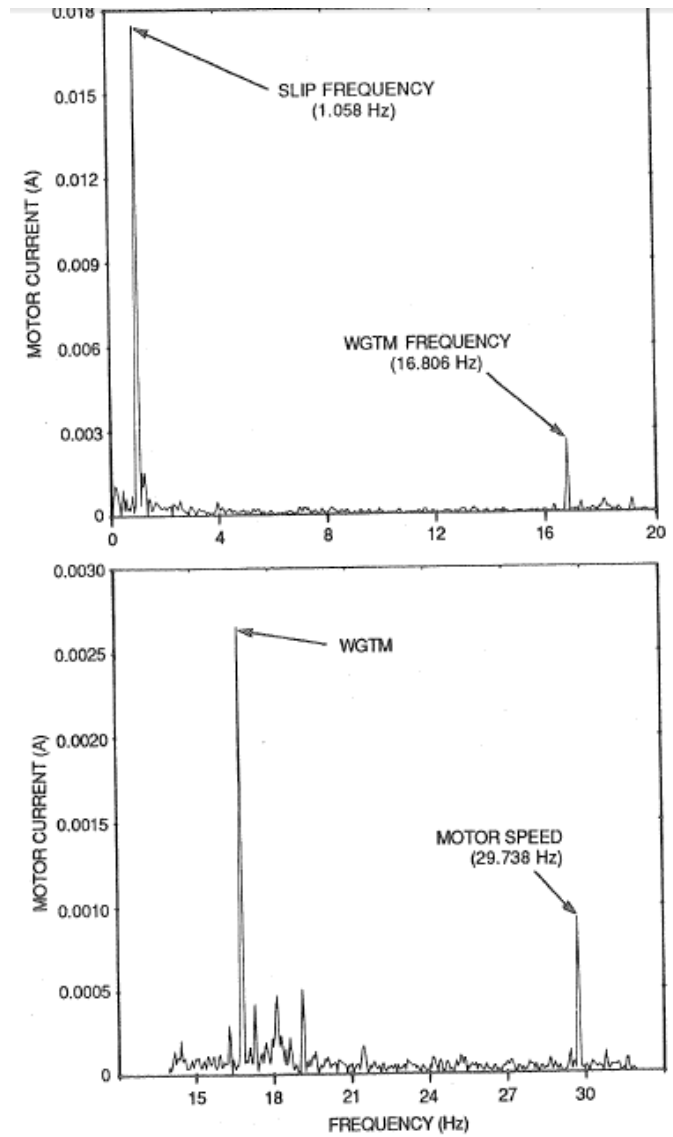 0.018
SLIP FREQUENCY
(1.058 Hz)
0.015
0.012
MOTOR CURRENT (A)
0.009
WGTM FREQUENCY
(16.806 Hz)
0.006
0.003
0
0 4 8 12 16 20
0.0030
WGTM
0.0025
0.0020
MOTOR CURRENT (A)
0.0015
MOTOR SPEED
(29.738 Hz)
0.0010
0.0005
0
15 18 21 24 27 30
FREQUENCY (Hz)